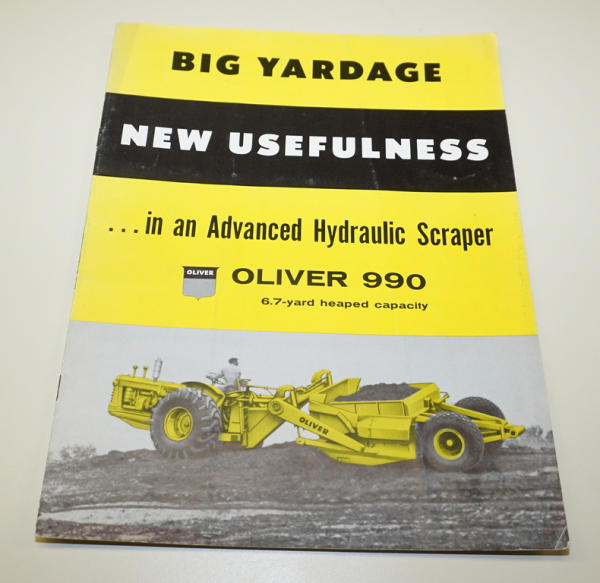 BIG YARDAGE
NEW USEFULNESS
...in an Advanced Hydraulic Scraper
OLIVER
OLIVER 990
6.7-yard heaped capacity
OLIVER